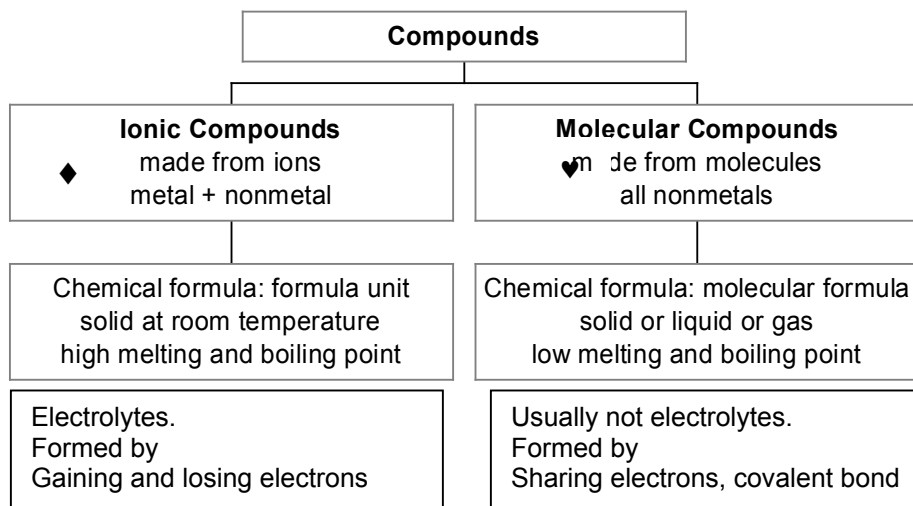 Compounds
Ionic Compounds
made from ions
♦
metal + nonmetal
Molecular Compounds
♥m de from molecules
all nonmetals
Chemical formula: formula unit
solid at room temperature
high melting and boiling point
Chemical formula: molecular formula
solid or liquid or gas
low melting and boiling point
Electrolytes.
Formed by
Gaining and losing electrons
Usually not electrolytes.
Formed by
Sharing electrons, covalent bond